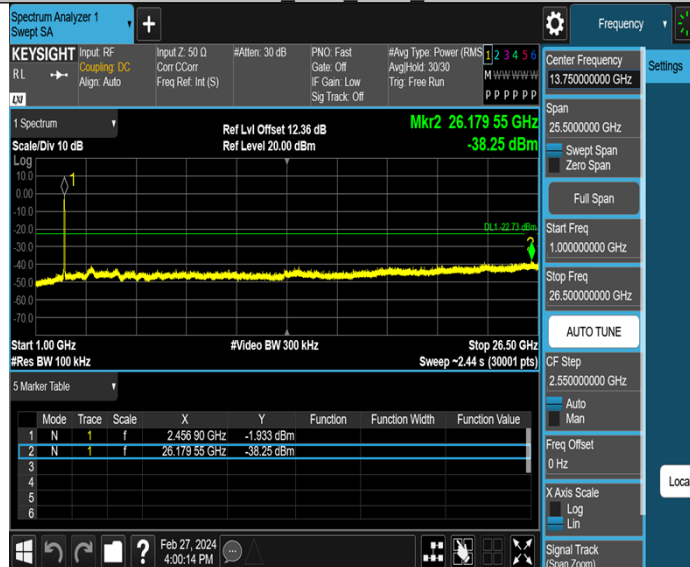 Spectrum Analyzer 1
Swept SA
+
Frequency
KEYSIGHT
RL
LXI
Input: RF
Coupling: DC
Align: Auto
Input Z: 50 Ω
Corr CCorr
Freq Ref: Int (S)
#Atten: 30 dB
PNO: Fast
Gate: Off
IF Gain: Low
Sig Track: Off
#Avg Type: Power (RMS
Avg|Hold: 30/30
Trig: Free Run
1 2 3 4 5 6
M W W W W W
P P P P P P
Center Frequency
13.750000000 GHz
Settings
Span
25.5000000 GHz
Swept Span
Zero Span
Full Span
Start Freq
1.000000000 GHz
Stop Freq
26.500000000 GHz
AUTO TUNE
CF Step
2.550000000 GHz
Auto
Man
Freq Offset
0 Hz
X Axis Scale
Log
Lin
Signal Track
(Span Zoom)
Loca
1 Spectrum
Scale/Div 10 dB
Ref Lvl Offset 12.36 dB
Ref Level 20.00 dBm
Mkr2 26.179 55 GHz
-38.25 dBm
Log
10.0
0.00
-10.0
-20.0
-30.0
-40.0
-50.0
-60.0
-70.0
1
DL1 -22.73 dBm
2
Start 1.00 GHz
#Res BW 100 kHz
#Video BW 300 kHz
Stop 26.50 GHz
Sweep ~2.44 s (30001 pts)
5 Marker Table
Mode Trace Scale X Y Function Function Width Function Value
1 N 1 f 2.456 90 GHz -1.933 dBm
2 N 1 f 26.179 55 GHz -38.25 dBm
3
4
5
6
?
Feb 27, 2024
4:00:14 PM